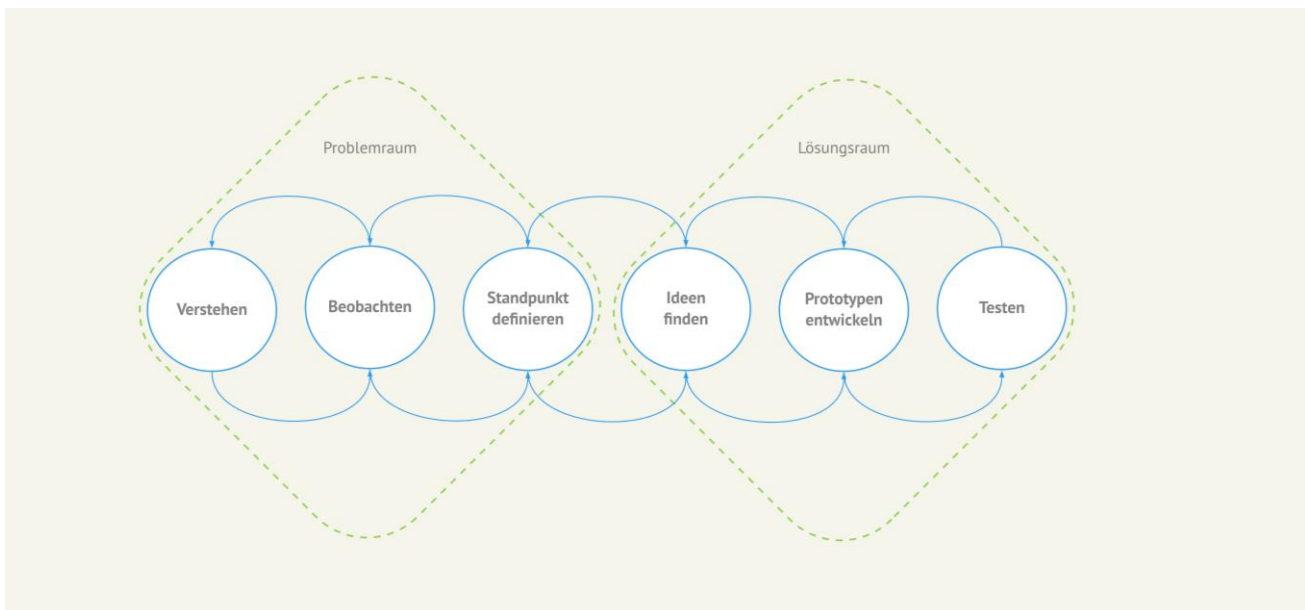 Problemraum
Lösungsraum
Verstehen
Beobachten
Standpunkt
definieren
Ideen
finden
Prototypen
entwickeln
Testen